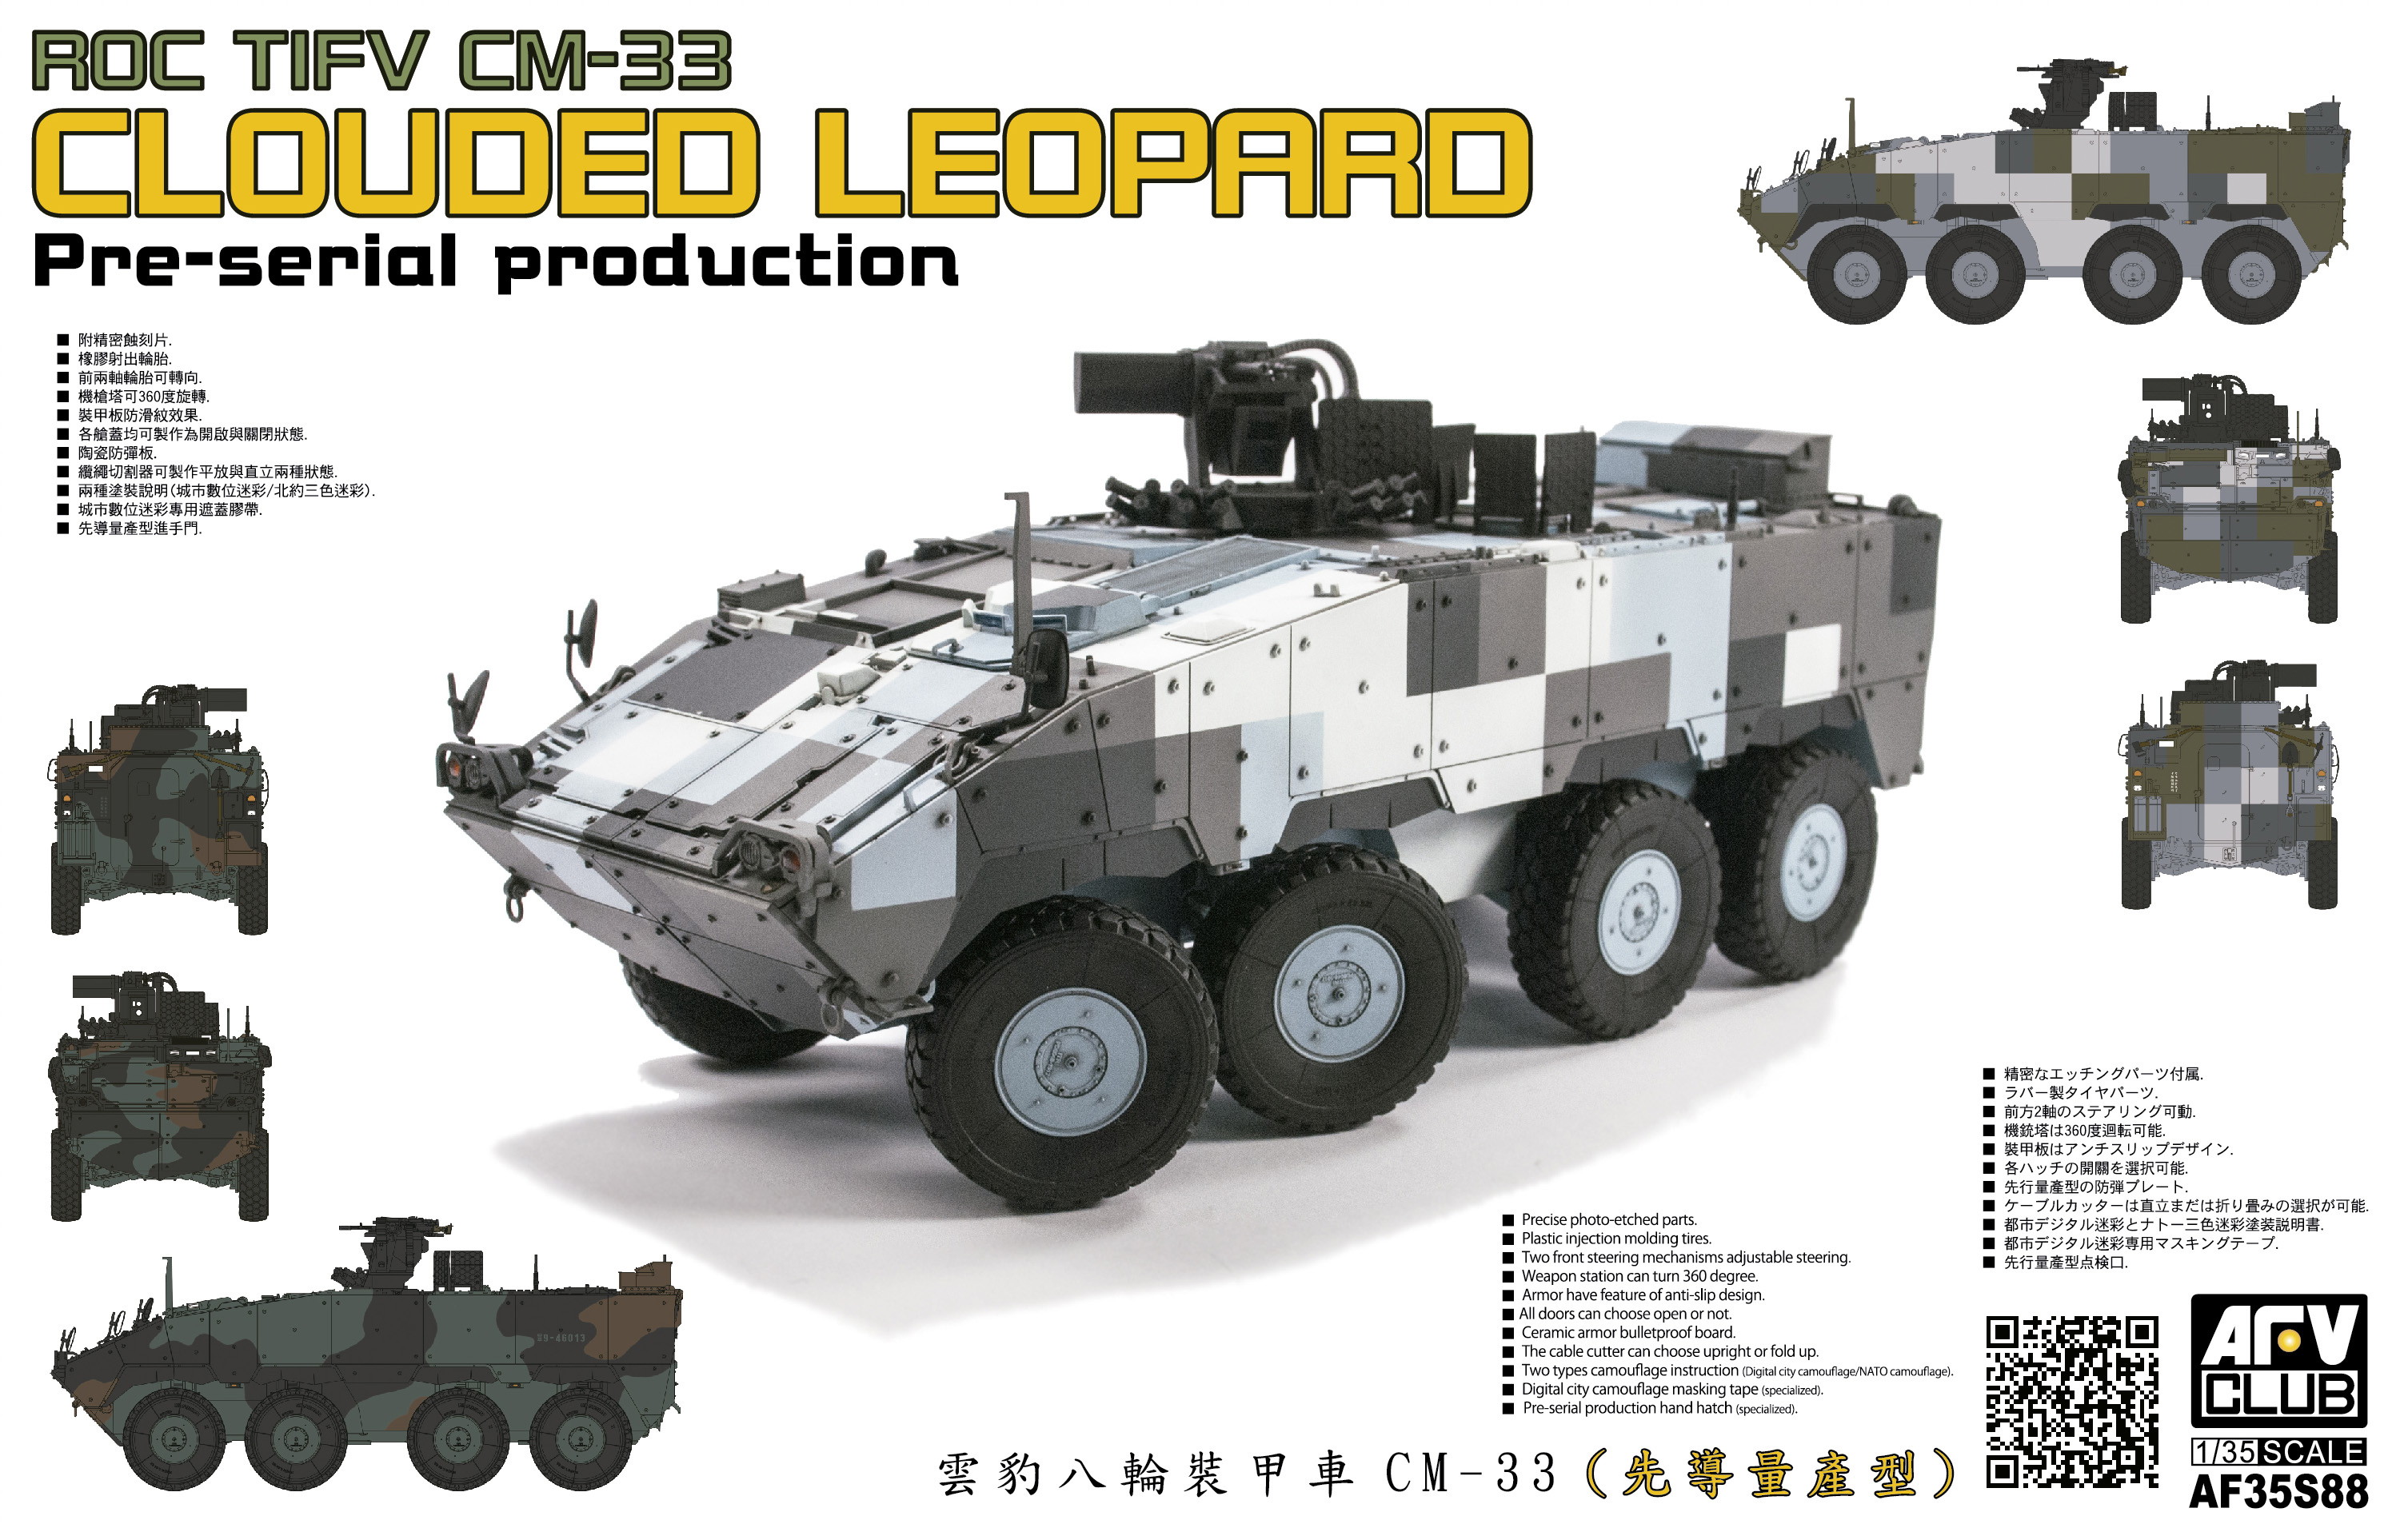 ROC TIFV CM-33
CLOUDED LEOPARD
Pre-serial production
■ 附精密蝕刻片.
■ 橡膠射出輪胎.
■ 前兩軸輪胎可轉向.
■ 機槍塔可360度旋轉.
■ 裝甲板防滑紋效果.
■ 各艙蓋均可製作為開啟與關閉狀態.
■ 陶瓷防彈板.
■ 纜繩切割器可製作平放與直立兩種狀態.
■ 兩種塗裝說明(城市數位迷彩/北約三色迷彩).
■ 城市數位迷彩專用遮蓋膠帶.
■ 先導量產型進手門.
89-46013
■ 精密なエッチングパーツ付属.
■ ラバー製タイヤパーツ.
■ 前方2軸のステアリング可動.
■ 機銃塔は360度迴転可能.
■ 裝甲板はアンチスリップデザイン.
■ 各ハッチの開關を選択可能.
■ 先行量產型の防弾プレート.
■ ケーブルカッターは直立まだは折り畳みの選択が可能.
■ 都市デジタル迷彩とナトー三色迷彩塗装説明書.
■ 都市デジタル迷彩専用マスキングテープ.
■ 先行量產型点検口.
■ Precise photo-etched parts.
■ Plastic injection molding tires.
■ Two front steering mechanisms adjustable steering.
■ Weapon station can turn 360 degree.
■ Armor have feature of anti-slip design.
■ All doors can choose open or not.
■ Ceramic armor bulletproof board.
■ The cable cutter can choose upright or fold up.
■ Two types camouflage instruction (Digital city camouflage/NATO camouflage).
■ Digital city camouflage masking tape (specialized).
■ Pre-serial production hand hatch (specialized).
雲豹八輪裝甲車 CM-33(先導量產型)
AFV
CLUB
1/35 SCALE
AF35S88